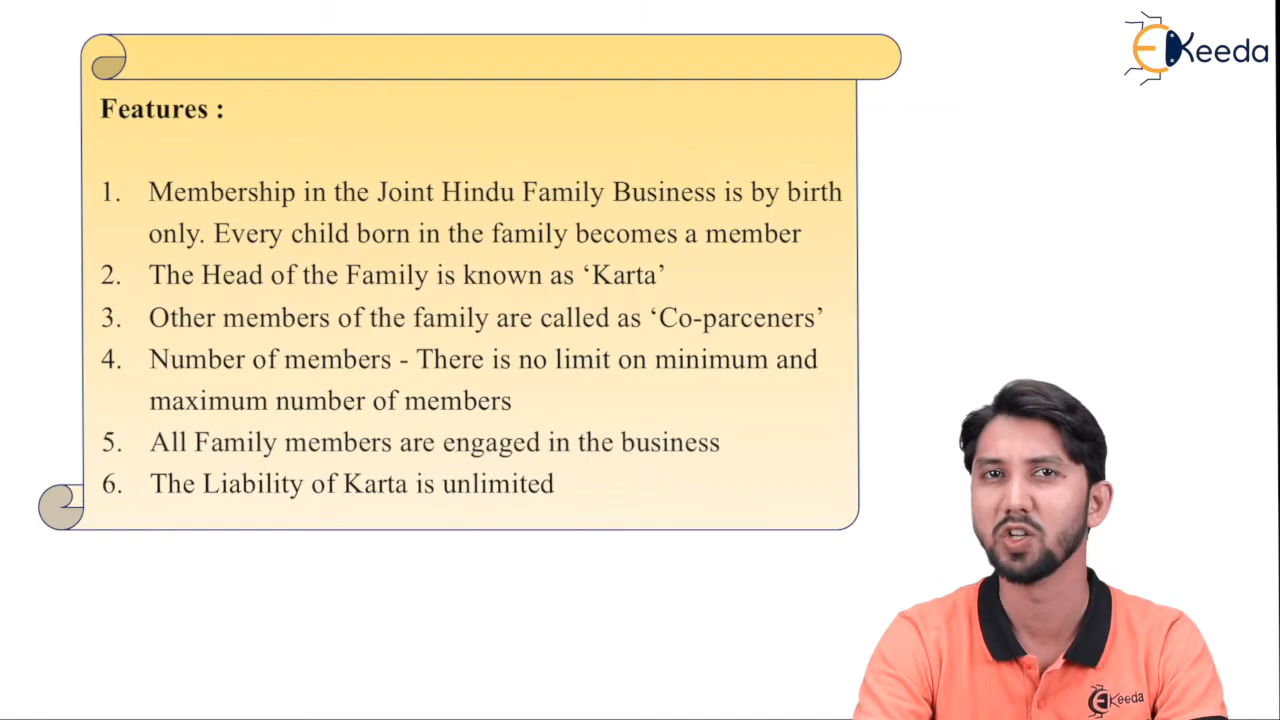 EKeeda
Features :
1. Membership in the Joint Hindu Family Business is by birth
only. Every child born in the family becomes a member
2. The Head of the Family is known as ‘Karta’
3. Other members of the family are called as ‘Co-parceners’
4. Number of members - There is no limit on minimum and
maximum number of members
5. All Family members are engaged in the business
6. The Liability of Karta is unlimited
EKeeda